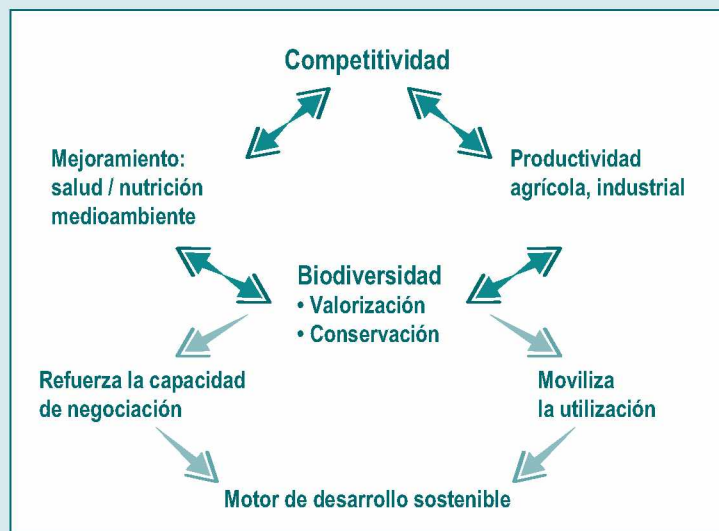 Competitividad
Mejoramiento:
salud / nutrición
medioambiente
Productividad
agrícola, industrial
Biodiversidad
• Valorización
• Conservación
Refuerza la capacidad
de negociación
Moviliza
la utilización
Motor de desarrollo sostenible